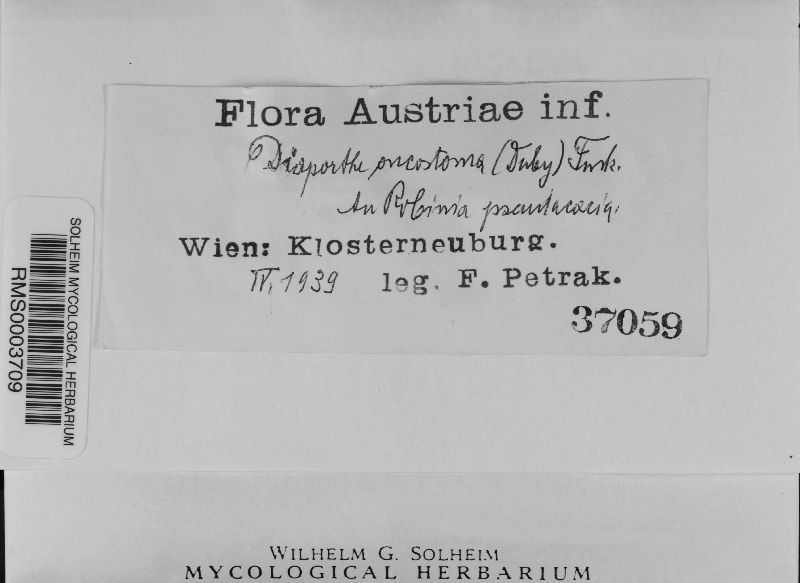 Flora Austriae inf.
Diaporthe oncostoma (Duby) Fuck.
An Robinia pseudacacia.
Wien: Klosterneuburg.
IV. 1939 leg. F. Petrak.
37059
SOLHEIM MYCOLOGICAL HERBARIUM
RMS0003709
WILHELM G. SOLHEIM
MYCOLOGICAL HERBARIUM